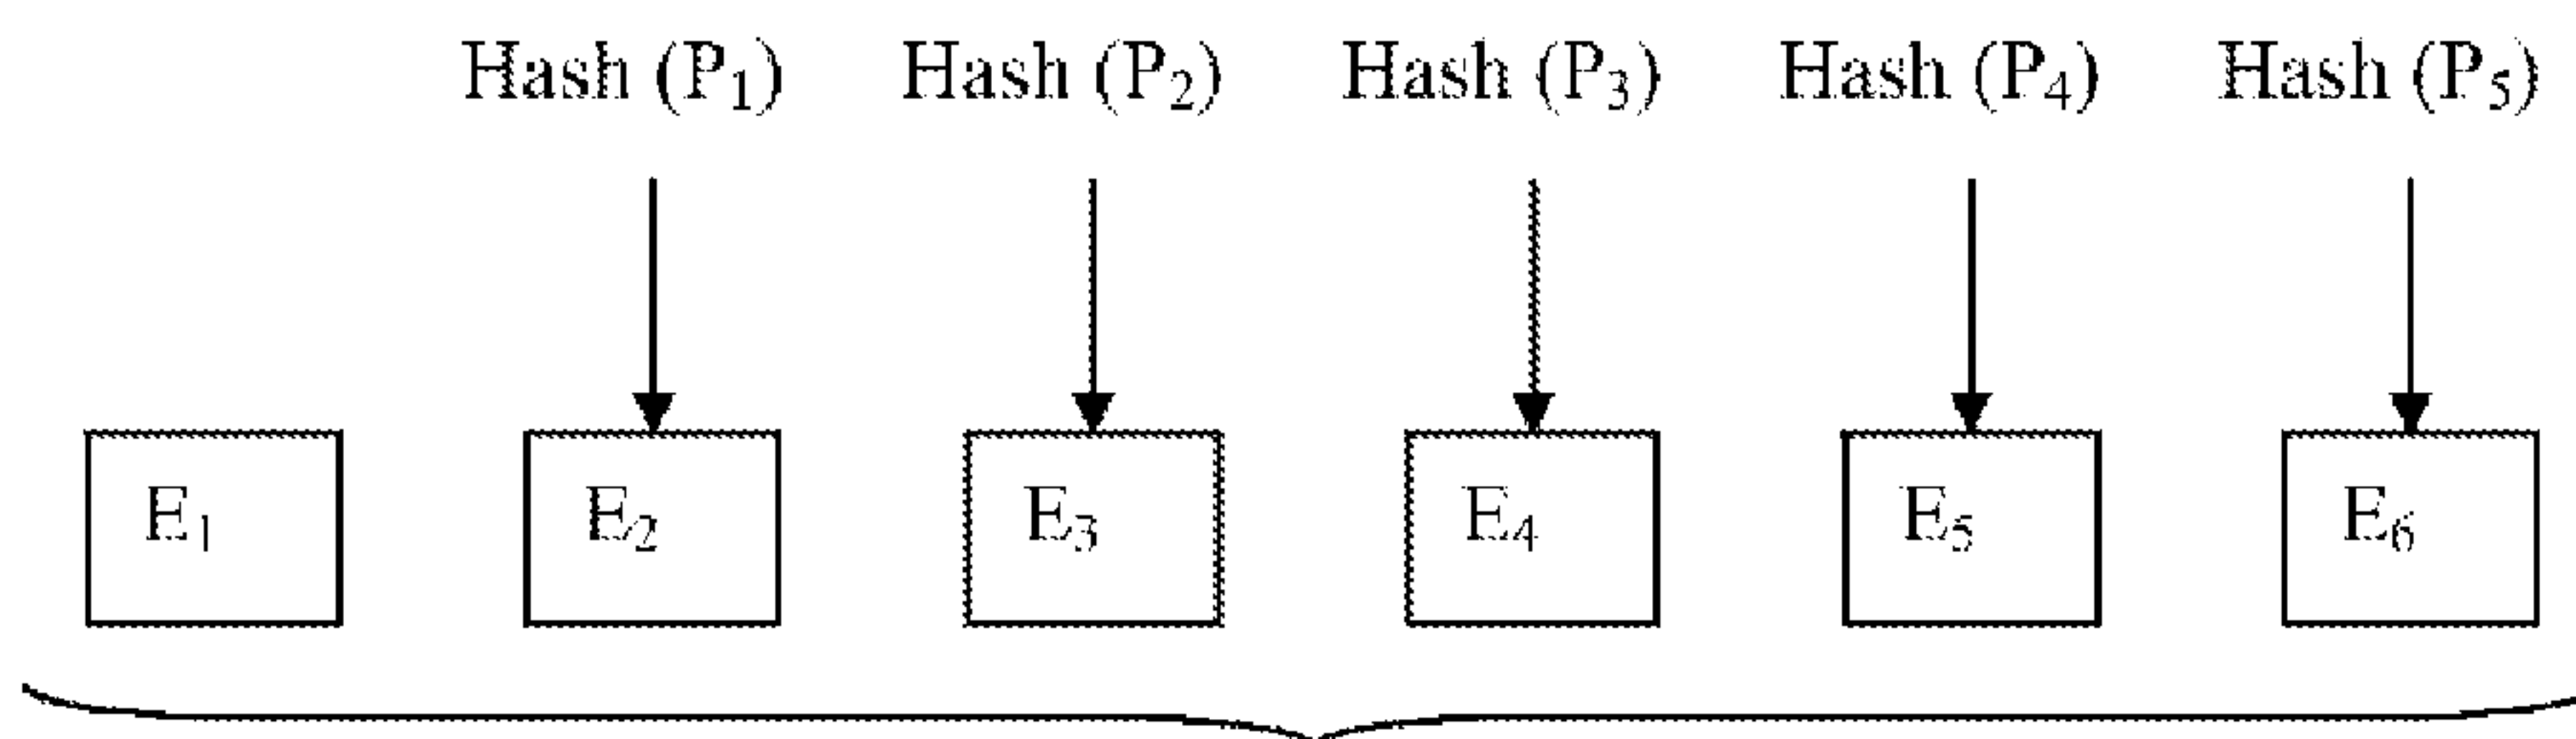 Hash (P₁) Hash (P₂) Hash (P₃) Hash (P₄) Hash (P₅)
E₁ E₂ E₃ E₄ E₅ E₆